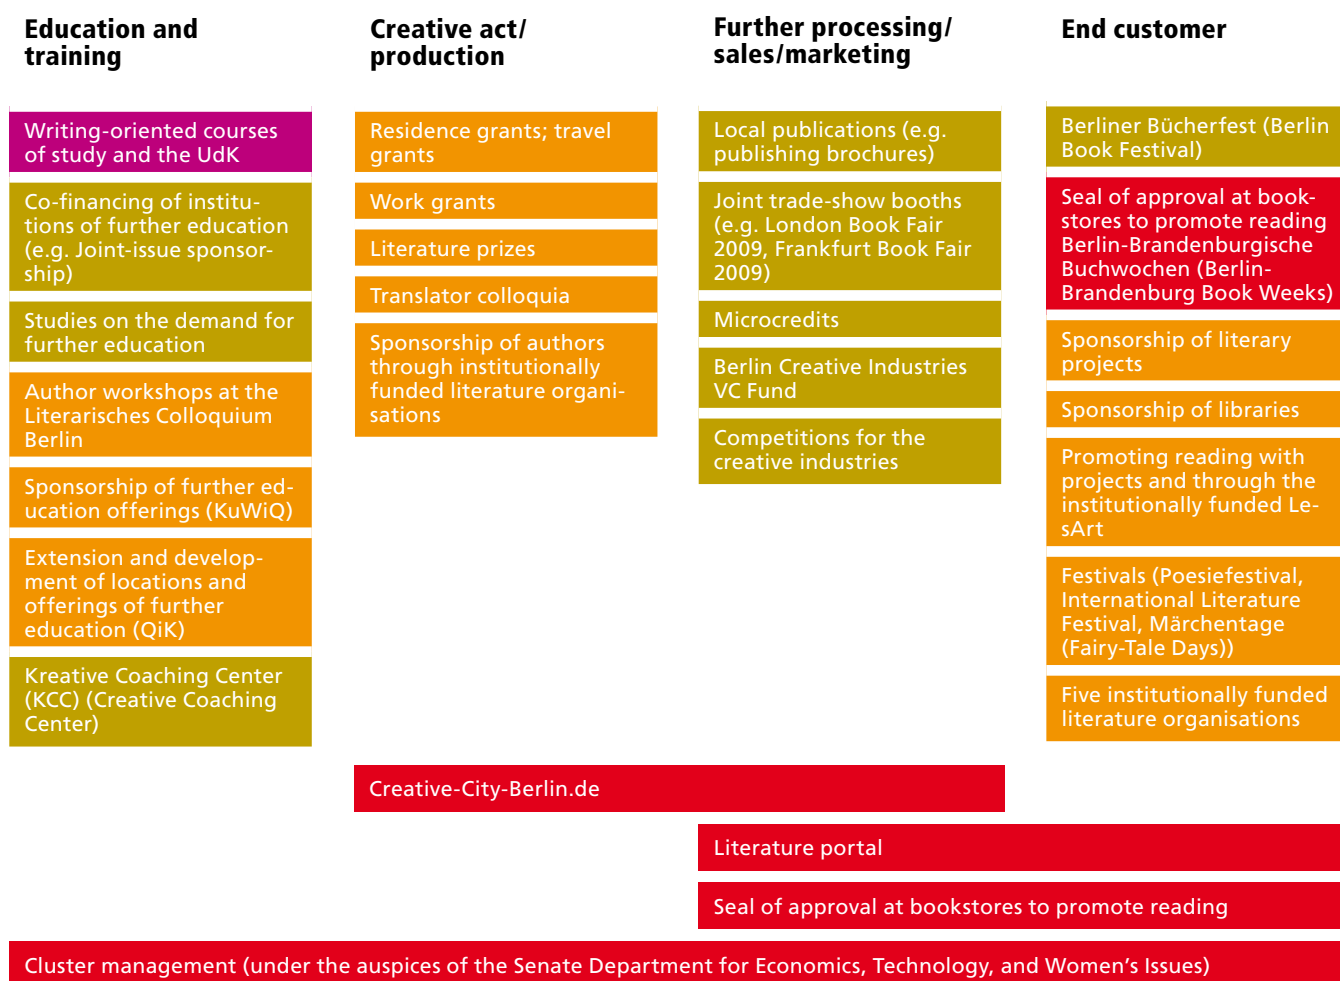 Education and
training
Writing-oriented courses
of study and the UdK
Co-financing of institu-
tions of further education
(e.g. Joint-issue sponsor-
ship)
Studies on the demand for
further education
Author workshops at the
Literarisches Colloquium
Berlin
Sponsorship of further ed-
ucation offerings (KuWiQ)
Extension and develop-
ment of locations and
offerings of further
education (QiK)
Kreative Coaching Center
(KCC) (Creative Coaching
Center)
Creative act/
production
Residence grants; travel
grants
Work grants
Literature prizes
Translator colloquia
Sponsorship of authors
through institutionally
funded literature organi-
sations
Further processing/
sales/marketing
Local publications (e.g.
publishing brochures)
Joint trade-show booths
(e.g. London Book Fair
2009, Frankfurt Book Fair
2009)
Microcredits
Berlin Creative Industries
VC Fund
Competitions for the
creative industries
End customer
Berliner Bücherfest (Berlin
Book Festival)
Seal of approval at book-
stores to promote reading
Berlin-Brandenburgische
Buchwochen (Berlin-
Brandenburg Book Weeks)
Sponsorship of literary
projects
Sponsorship of libraries
Promoting reading with
projects and through the
institutionally funded Le-
sArt
Festivals (Poesiefestival,
International Literature
Festival, Märchentage
(Fairy-Tale Days))
Five institutionally funded
literature organisations
Creative-City-Berlin.de
Literature portal
Seal of approval at bookstores to promote reading
Cluster management (under the auspices of the Senate Department for Economics, Technology, and Women’s Issues)